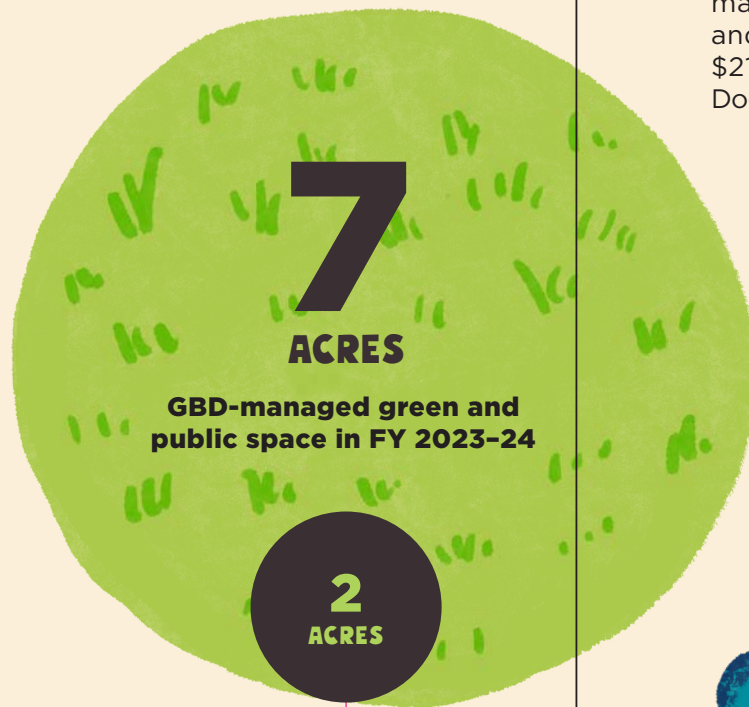 7
ACRES
GBD-managed green and
public space in FY 2023–24
2
ACRES